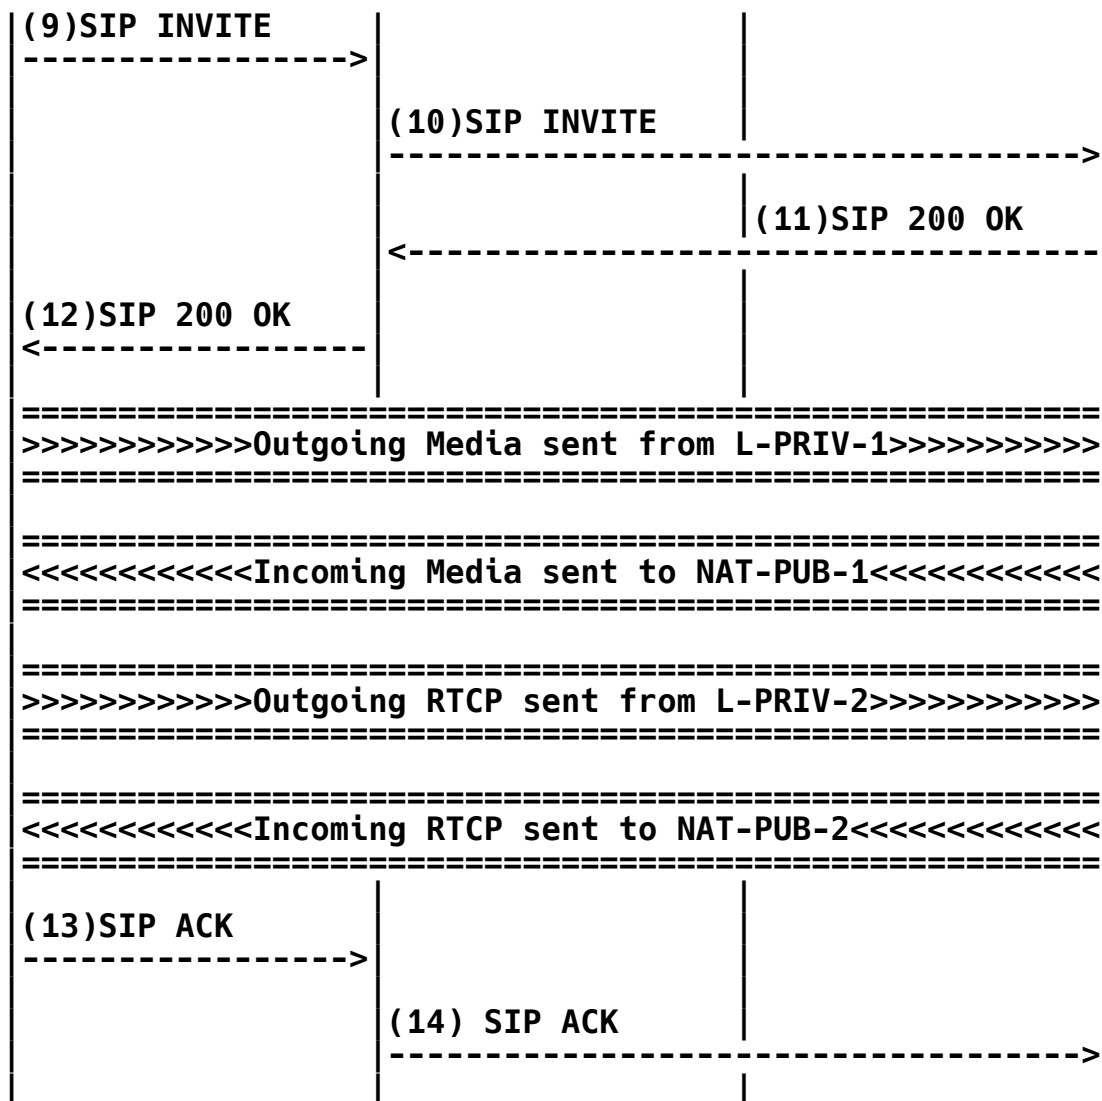 (9)SIP INVITE
----------------->
(10)SIP INVITE
------------------------------------>
(11)SIP 200 OK
<------------------------------------
(12)SIP 200 OK
<-----------------
========================================================
>>>>>>>>>>>>Outgoing Media sent from L-PRIV-1>>>>>>>>>>>
========================================================
========================================================
<<<<<<<<<<<<Incoming Media sent to NAT-PUB-1<<<<<<<<<<<<
========================================================
========================================================
>>>>>>>>>>>>Outgoing RTCP sent from L-PRIV-2>>>>>>>>>>>>
========================================================
========================================================
<<<<<<<<<<<<Incoming RTCP sent to NAT-PUB-2<<<<<<<<<<<<<
========================================================
(13)SIP ACK
----------------->
(14) SIP ACK
------------------------------------>